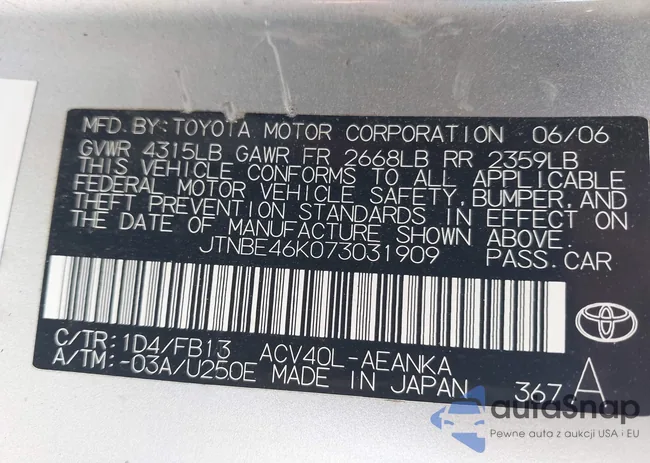 MFD.BY:TOYOTA MOTOR CORPORATION 06/06
GVWR 4315LB GAWR FR 2668LB RR 2359LB
THIS VEHICLE CONFORMS TO ALL APPLICABLE
FEDERAL MOTOR VEHICLE SAFETY,BUMPER,AND
THEFT PREVENTION STANDARDS IN EFFECT ON
THE DATE OF MANUFACTURE SHOWN ABOVE.
JTNBE46K073031909 PASS.CAR
C/TR:1D4/FB13 ACV40L-AEANKA
A/TM:-03A/U250E MADE IN JAPAN 367 A
autaSnap
Pewne auta z aukcji USA i EU